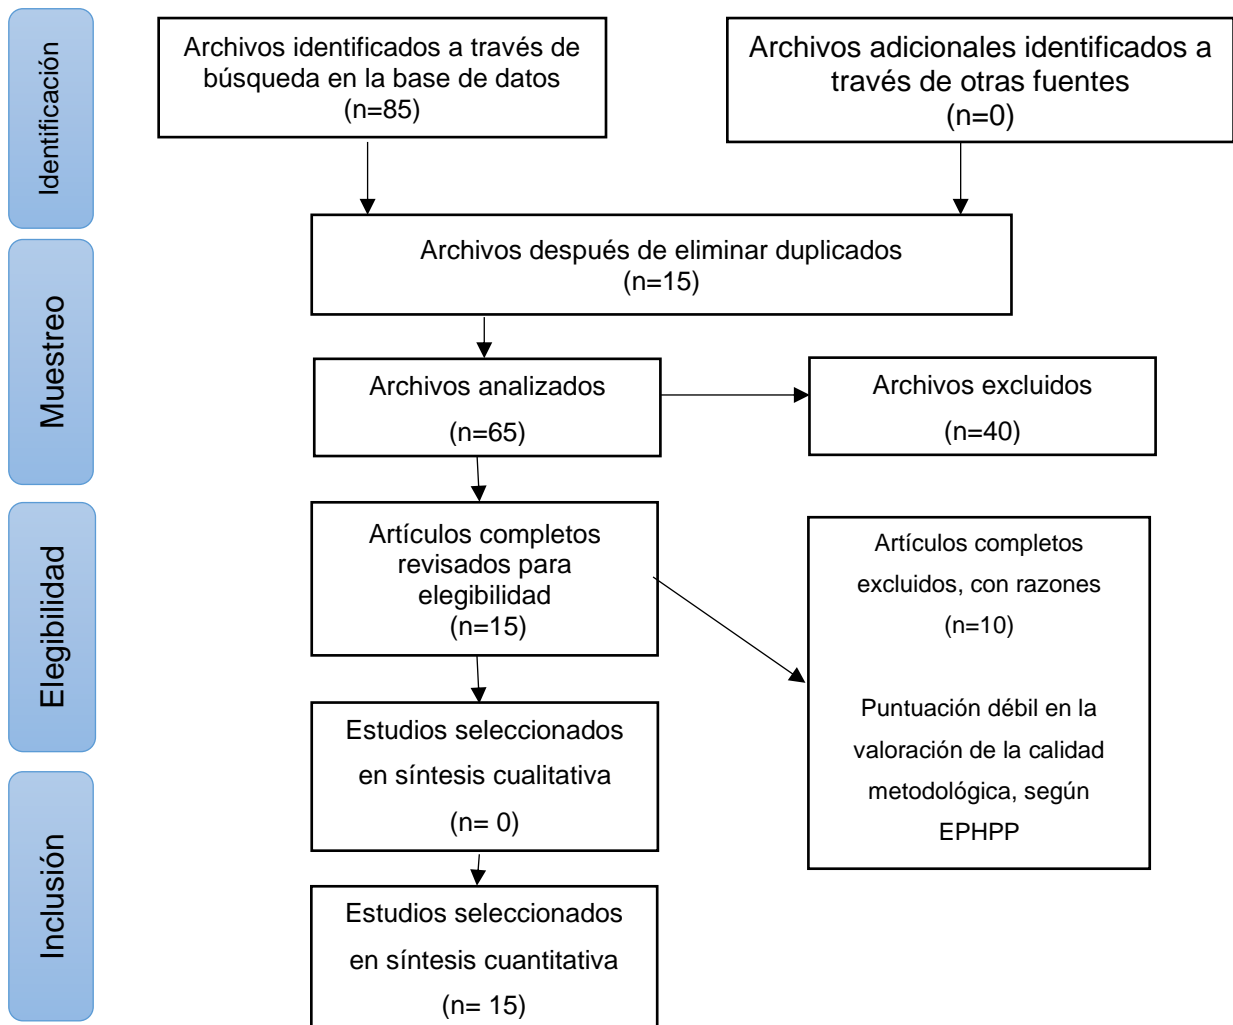 Identificación
Archivos identificados a través de
búsqueda en la base de datos
(n=85)
Archivos adicionales identificados a
través de otras fuentes
(n=0)
Muestreo
Archivos después de eliminar duplicados
(n=15)
Archivos analizados
(n=65)
Archivos excluidos
(n=40)
Elegibilidad
Artículos completos
revisados para
elegibilidad
(n=15)
Artículos completos
excluidos, con razones
(n=10)
Puntuación débil en la
valoración de la calidad
metodológica, según
EPHPP
Estudios seleccionados
en síntesis cualitativa
(n= 0)
Inclusión
Estudios seleccionados
en síntesis cuantitativa
(n= 15)